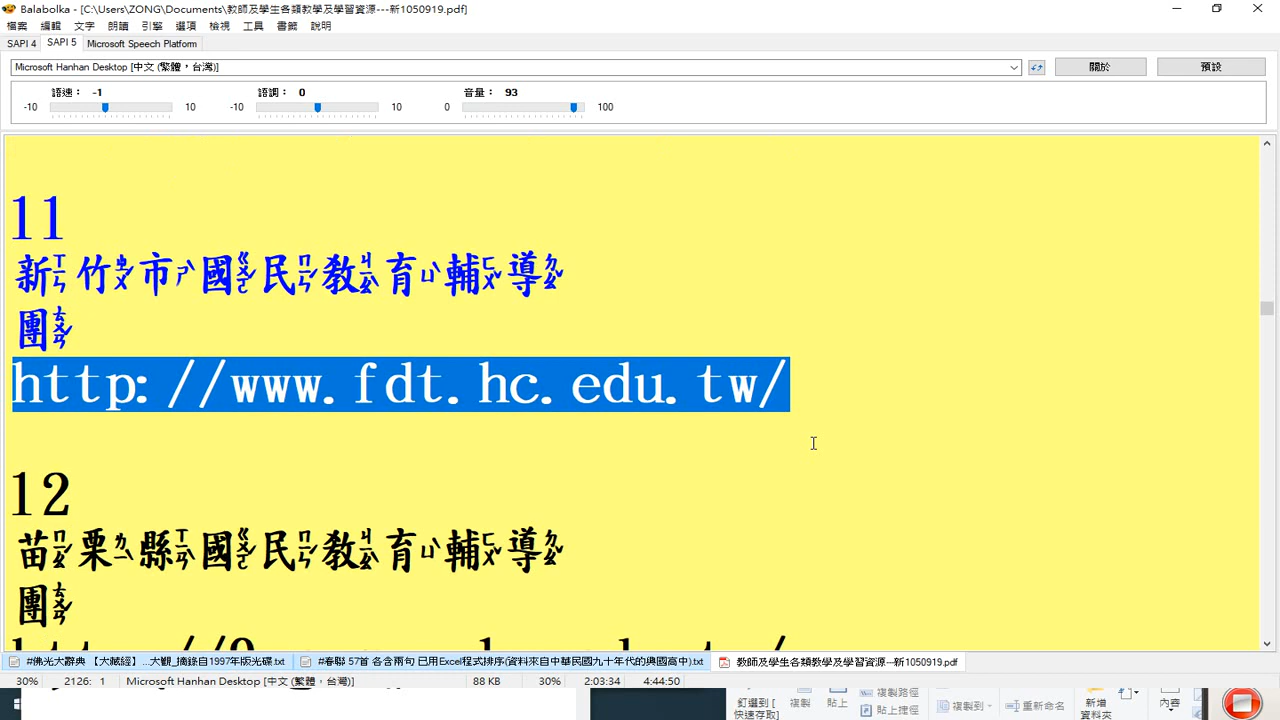 Balabolka - [C:\Users\ZONG\Documents\教師及學生各類教學及學習資源---新1050919.pdf]
檔案 編輯 文字 朗讀 引擎 選項 檢視 工具 書籤 說明
SAPI 4 SAPI 5 Microsoft Speech Platform
Microsoft Hanhan Desktop [中文 (繁體，台灣)] 關於 預設
語速： -1 語調： 0 音量： 93
-10 10 -10 10 0 100
11
新竹市國民教育輔導
團
http://www.fdt.hc.edu.tw/
12
苗栗縣國民教育輔導
團
#佛光大辭典 【大藏經】 ...大觀_摘錄自1997年版光碟.txt #春聯 57首 各含兩句 已用Excel程式排序(資料來自中華民國九十年代的典國高中).txt 教師及學生各類教學及學習資源---新1050919.pdf
30% 2126: 1 Microsoft Hanhan Desktop [中文 (繁體，台灣)] 88 KB 30% 2:03:34 4:44:50
釘選到 [ 複製 貼上 複製路徑 新增 內容
快速存取] 貼上捷徑 複製到 重新命名 資料夾